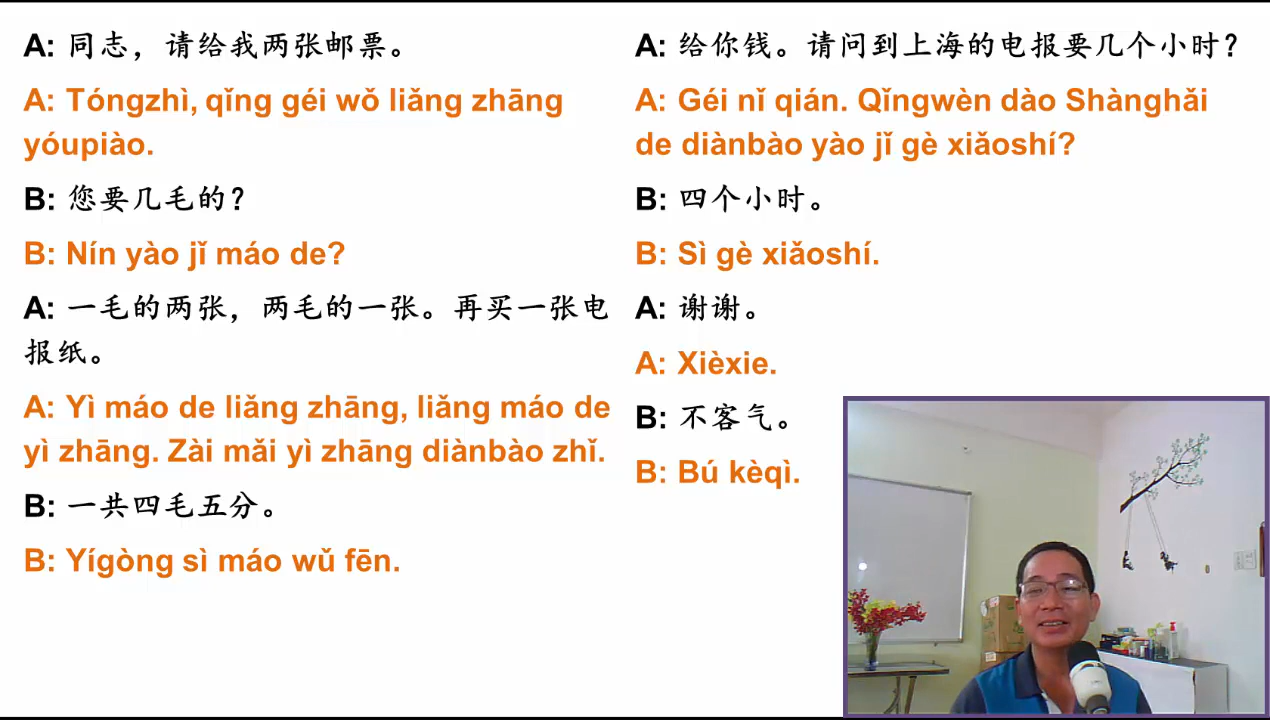 A: 同志，请给我两张邮票。
A: Tóngzhì, qǐng géi wǒ liǎng zhāng
yóupiào.
B: 您要几毛的？
B: Nín yào jǐ máo de?
A: 一毛的两张，两毛的一张。再买一张电
报纸。
A: Yì máo de liǎng zhāng, liǎng máo de
yì zhāng. Zài mǎi yì zhāng diànbào zhǐ.
B: 一共四毛五分。
B: Yígòng sì máo wǔ fēn.
A: 给你钱。请问到上海的电报要几个小时？
A: Géi nǐ qián. Qǐngwèn dào Shànghǎi
de diànbào yào jǐ gè xiǎoshí?
B: 四个小时。
B: Sì gè xiǎoshí.
A: 谢谢。
A: Xièxie.
B: 不客气。
B: Bú kèqì.